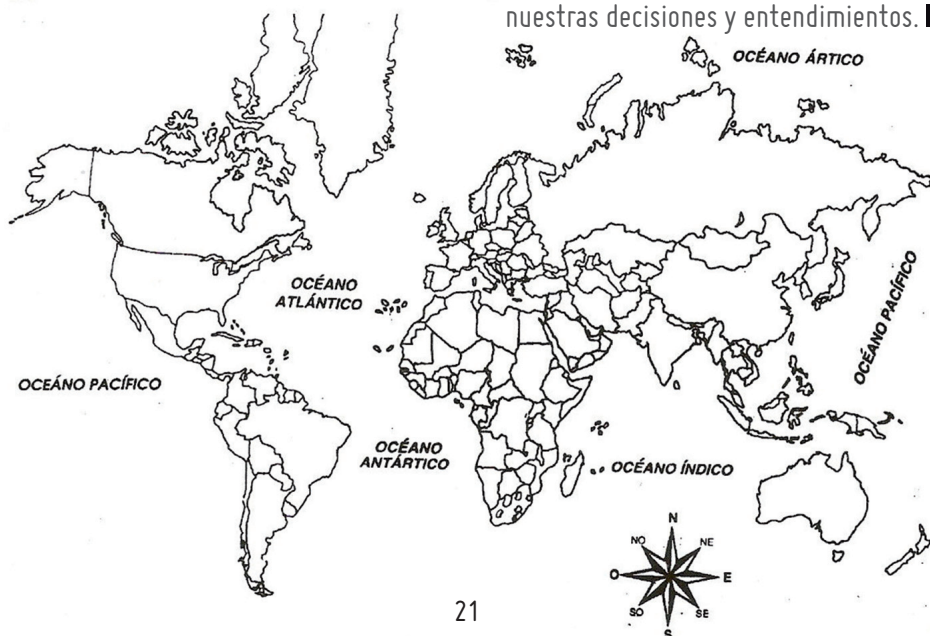 nuestras decisiones y entendimientos.
OCÉANO ÁRTICO
OCÉANO
ATLÁNTICO
OCÉANO PACÍFICO
OCEÁNO PACÍFICO
OCÉANO
ANTÁRTICO
OCÉANO ÍNDICO
N
NO
NE
O
E
SO
SE
S
21